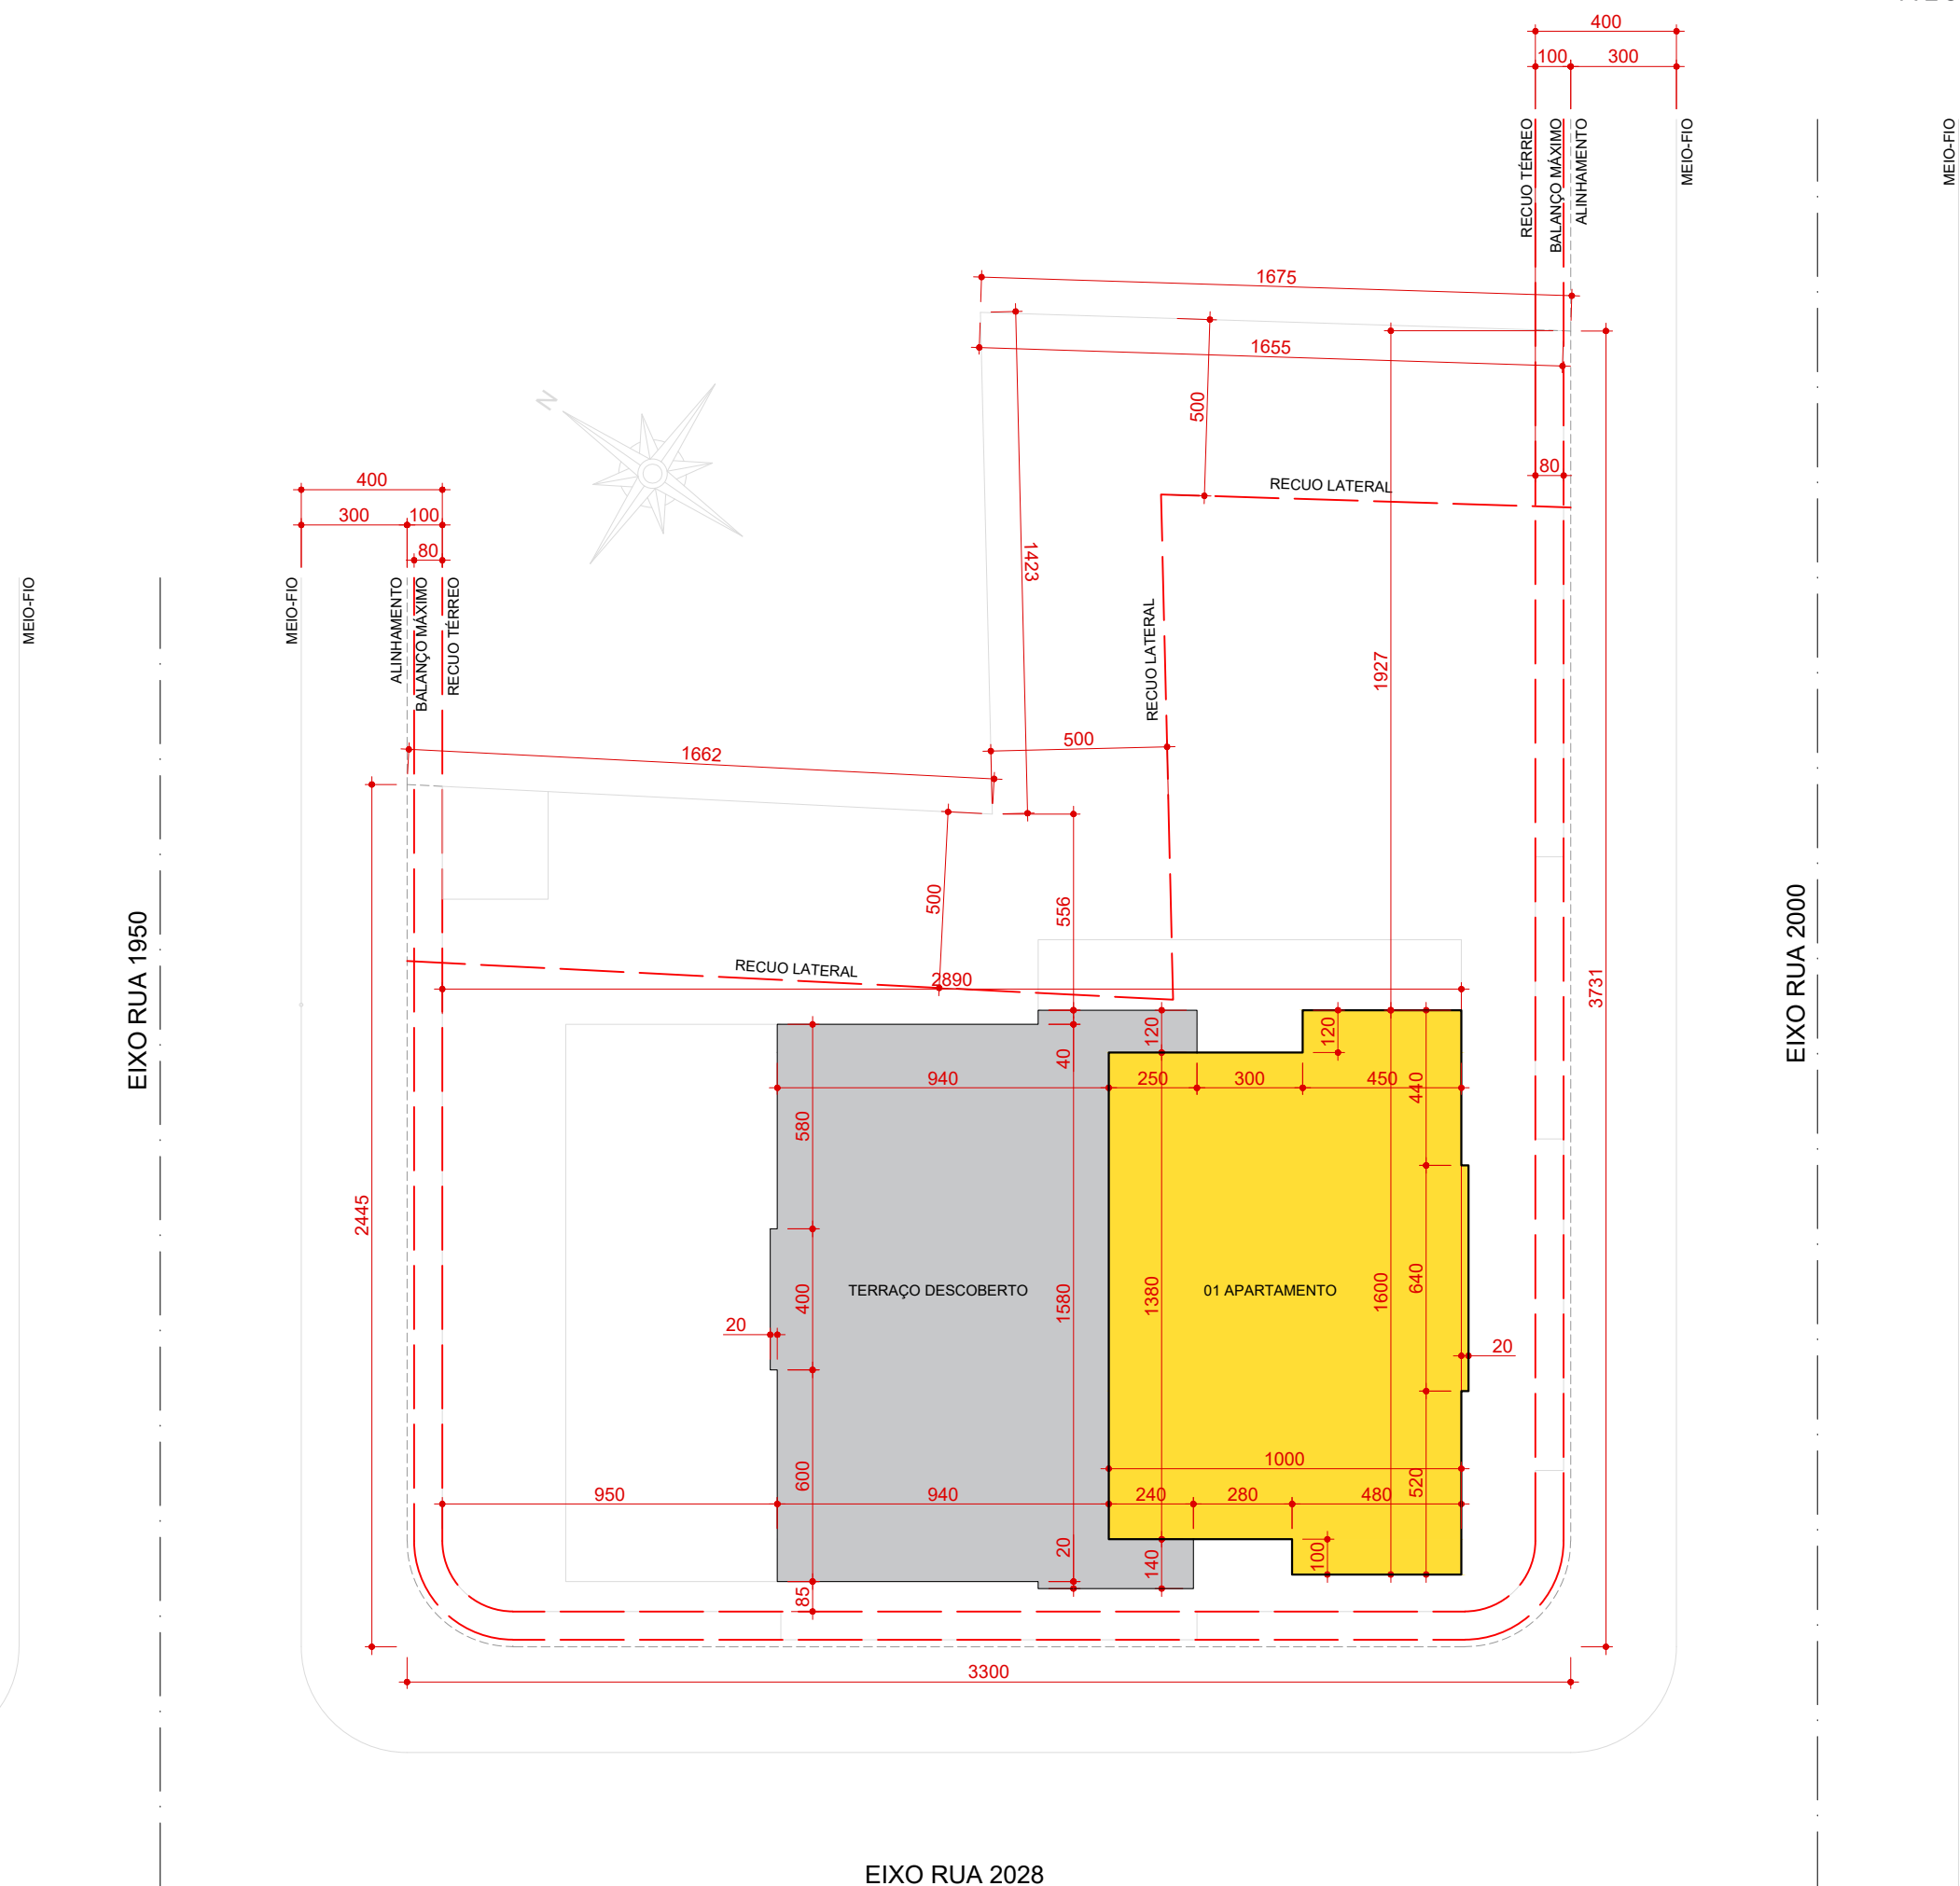 400
100
300
RECUO TÉRREO
BALANÇO MÁXIMO
ALINHAMENTO
MEIO-FIO
MEIO-FIO
1675
1655
500
N
80
RECUO LATERAL
400
300
100
80
1423
MEIO-FIO
MEIO-FIO
ALINHAMENTO
BALANÇO MÁXIMO
RECUO TÉRREO
RECUO LATERAL
1927
1662
500
500
556
EIXO RUA 1950
EIXO RUA 2000
RECUO LATERAL
2890
3731
120
120
40
940
250
300
450
440
580
2445
TERRAÇO DESCOBERTO
01 APARTAMENTO
400
1580
1380
1600
640
20
20
1000
600
520
950
940
240
280
480
20
140
100
85
3300
EIXO RUA 2028